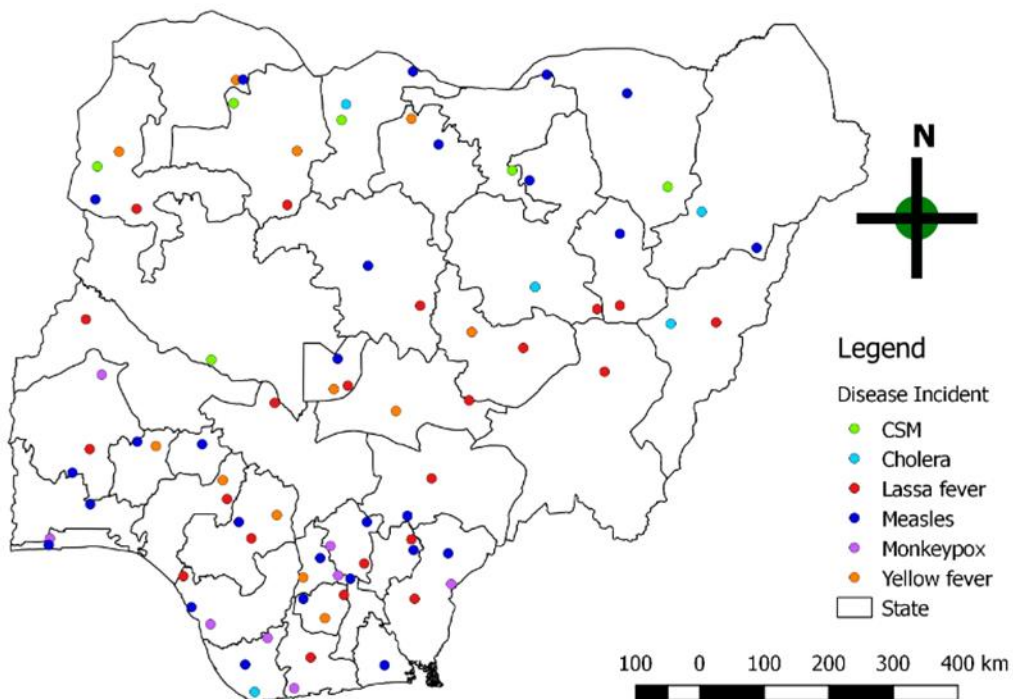 N
Legend
Disease Incident
CSM
Cholera
Lassa fever
Measles
Monkeypox
Yellow fever
State
100 0 100 200 300 400 km